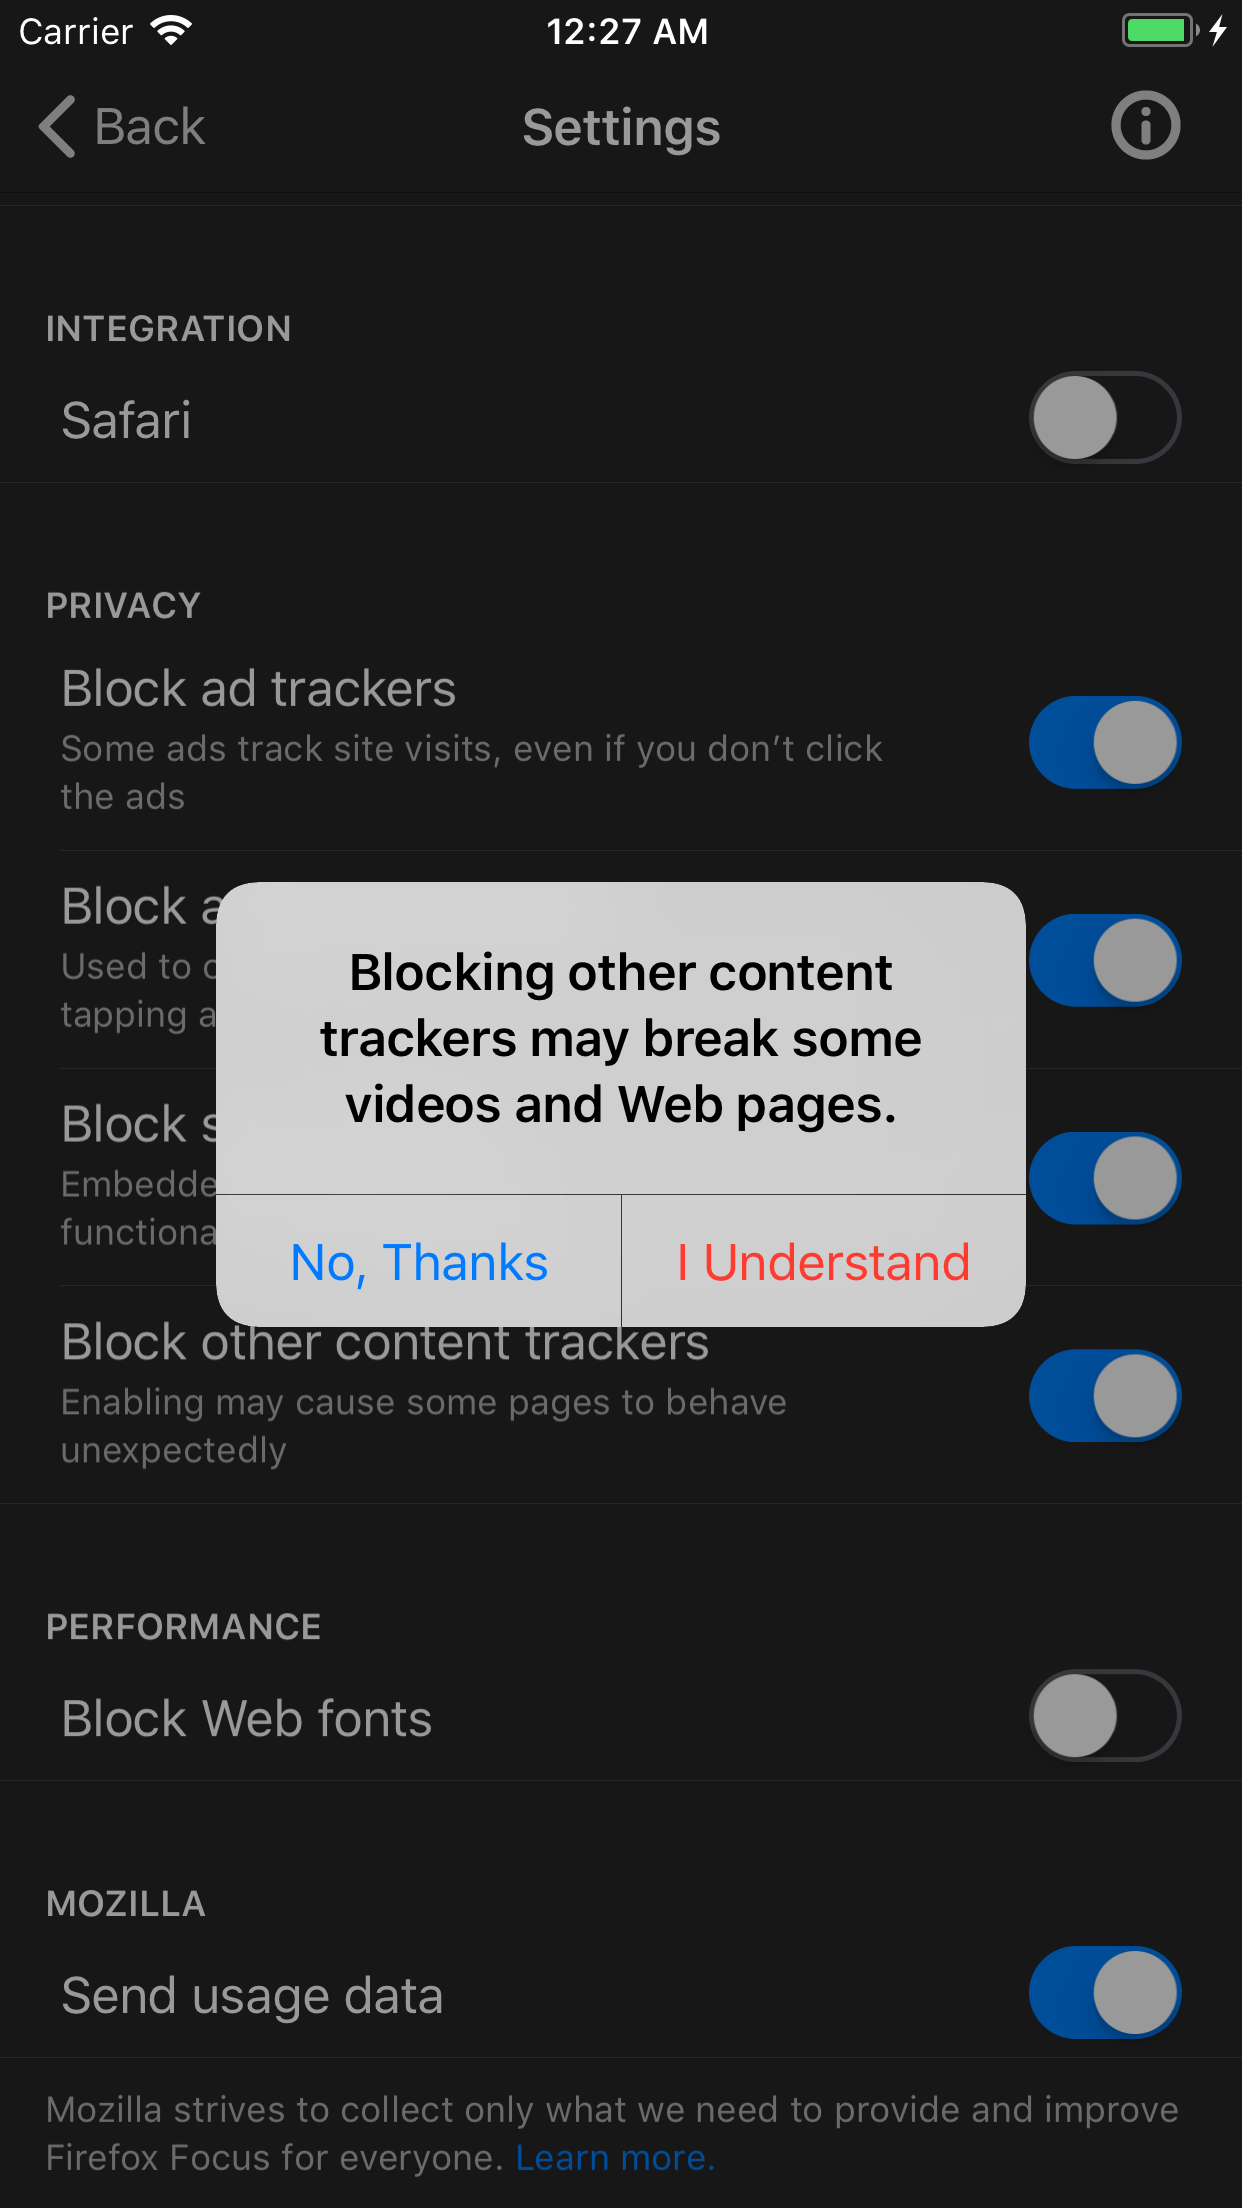 Carrier 12:27 AM
Back Settings
INTEGRATION
Safari
PRIVACY
Block ad trackers
Some ads track site visits, even if you don’t click
the ads
Block
Used to
tapping
Blocking other content
trackers may break some
videos and Web pages.
Block
No, Thanks I Understand
Block other content trackers
Enabling may cause some pages to behave
unexpectedly
PERFORMANCE
Block Web fonts
MOZILLA
Send usage data
Mozilla strives to collect only what we need to provide and improve
Firefox Focus for everyone. Learn more.